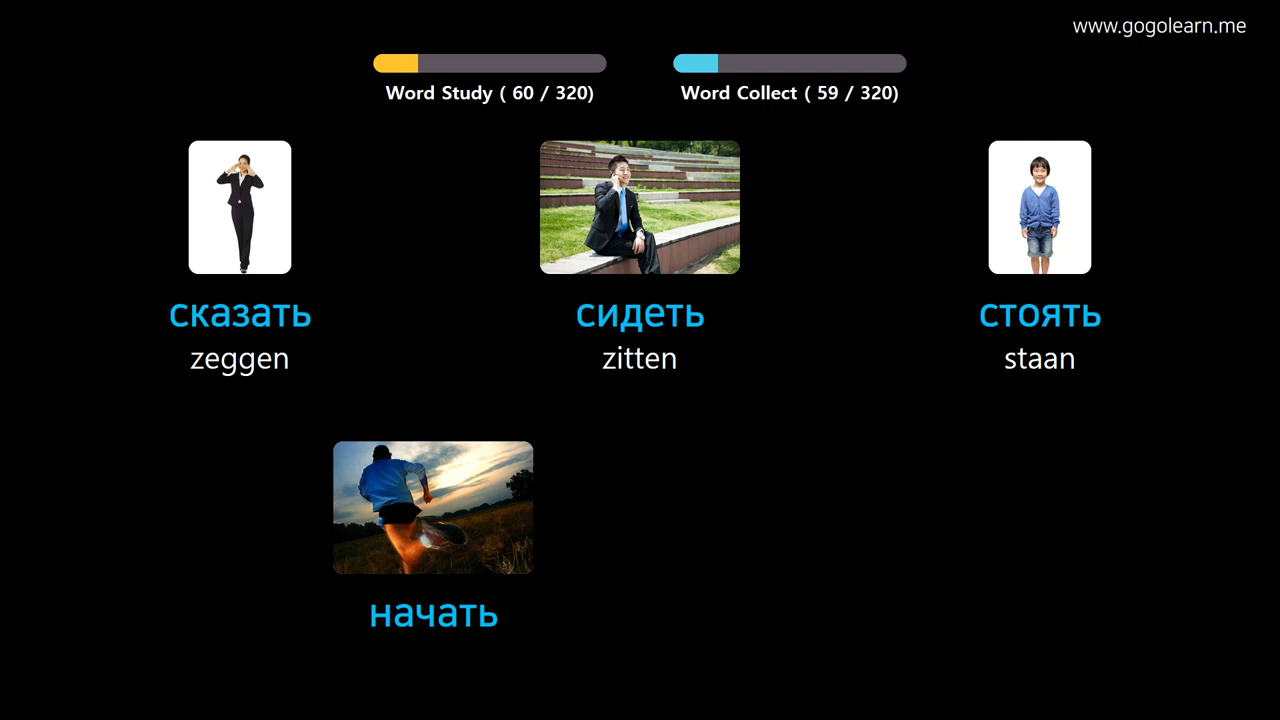 www.gogolearn.me
Word Study ( 60 / 320)
Word Collect ( 59 / 320)
сказать
сидеть
стоять
zeggen
zitten
staan
начать